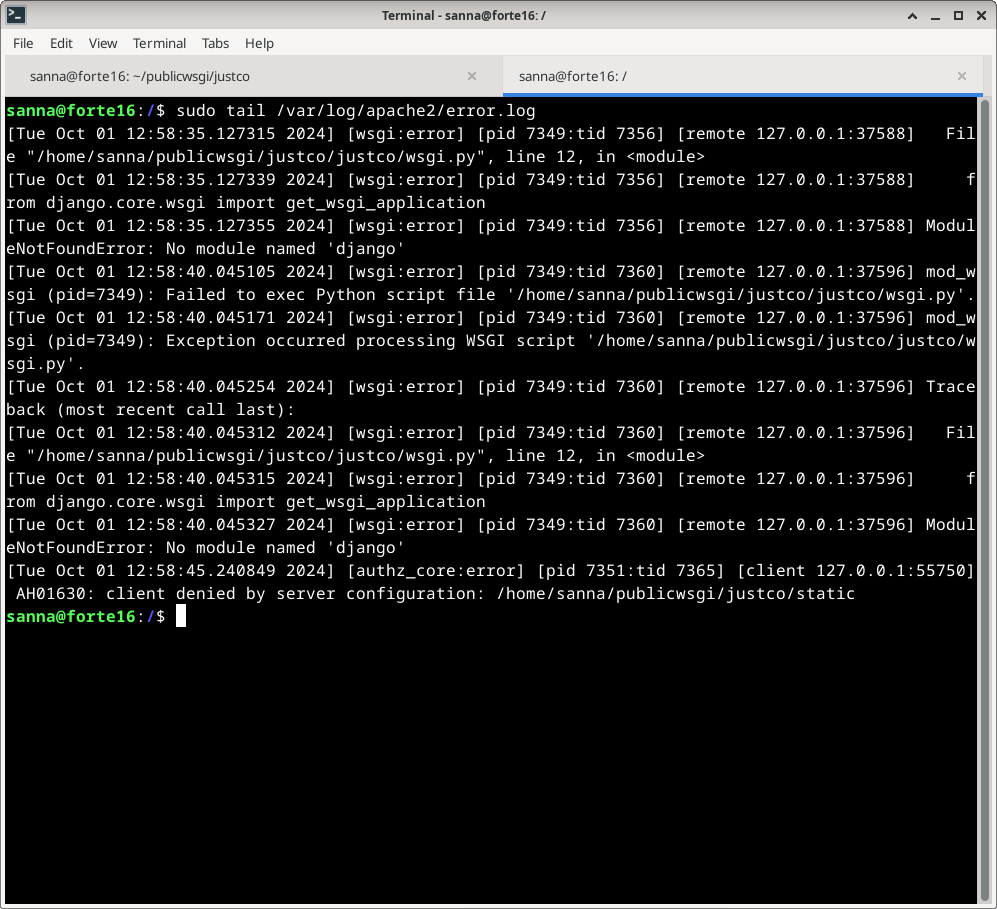 Terminal - sanna@forte16: /
File Edit View Terminal Tabs Help
sanna@forte16: ~/publicwsgi/justco
sanna@forte16: /
sanna@forte16:/$ sudo tail /var/log/apache2/error.log
[Tue Oct 01 12:58:35.127315 2024] [wsgi:error] [pid 7349:tid 7356] [remote 127.0.0.1:37588]   Fil
e "/home/sanna/publicwsgi/justco/justco/wsgi.py", line 12, in <module>
[Tue Oct 01 12:58:35.127339 2024] [wsgi:error] [pid 7349:tid 7356] [remote 127.0.0.1:37588]     f
rom django.core.wsgi import get_wsgi_application
[Tue Oct 01 12:58:35.127355 2024] [wsgi:error] [pid 7349:tid 7356] [remote 127.0.0.1:37588] Modul
eNotFoundError: No module named 'django'
[Tue Oct 01 12:58:40.045105 2024] [wsgi:error] [pid 7349:tid 7360] [remote 127.0.0.1:37596] mod_w
sgi (pid=7349): Failed to exec Python script file '/home/sanna/publicwsgi/justco/justco/wsgi.py'.
[Tue Oct 01 12:58:40.045171 2024] [wsgi:error] [pid 7349:tid 7360] [remote 127.0.0.1:37596] mod_w
sgi (pid=7349): Exception occurred processing WSGI script '/home/sanna/publicwsgi/justco/justco/w
sgi.py'.
[Tue Oct 01 12:58:40.045254 2024] [wsgi:error] [pid 7349:tid 7360] [remote 127.0.0.1:37596] Trace
back (most recent call last):
[Tue Oct 01 12:58:40.045312 2024] [wsgi:error] [pid 7349:tid 7360] [remote 127.0.0.1:37596]   Fil
e "/home/sanna/publicwsgi/justco/justco/wsgi.py", line 12, in <module>
[Tue Oct 01 12:58:40.045315 2024] [wsgi:error] [pid 7349:tid 7360] [remote 127.0.0.1:37596]     f
rom django.core.wsgi import get_wsgi_application
[Tue Oct 01 12:58:40.045327 2024] [wsgi:error] [pid 7349:tid 7360] [remote 127.0.0.1:37596] Modul
eNotFoundError: No module named 'django'
[Tue Oct 01 12:58:45.240849 2024] [authz_core:error] [pid 7351:tid 7365] [client 127.0.0.1:55750]
 AH01630: client denied by server configuration: /home/sanna/publicwsgi/justco/static
sanna@forte16:/$